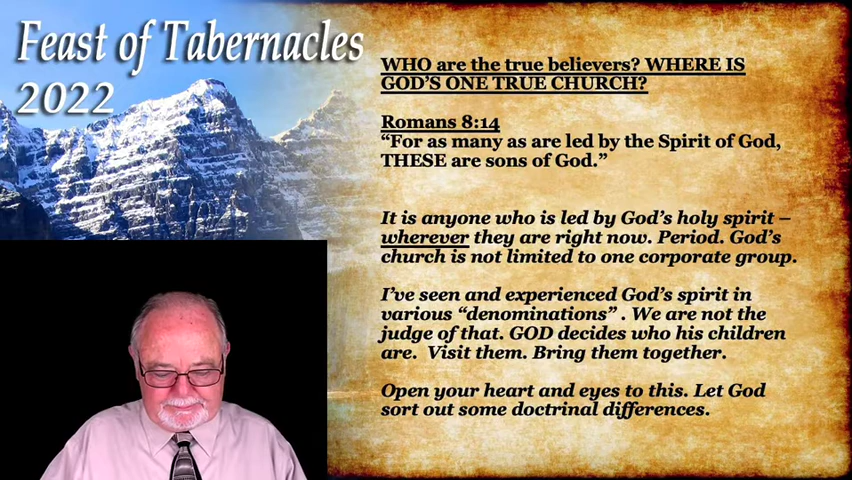 Feast of Tabernacles
2022
WHO are the true believers? WHERE IS
GOD'S ONE TRUE CHURCH?
Romans 8:14
“For as many as are led by the Spirit of God,
THESE are sons of God.”
It is anyone who is led by God's holy spirit –
wherever they are right now. Period. God's
church is not limited to one corporate group.
I've seen and experienced God's spirit in
various “denominations” . We are not the
judge of that. GOD decides who his children
are. Visit them. Bring them together.
Open your heart and eyes to this. Let God
sort out some doctrinal differences.